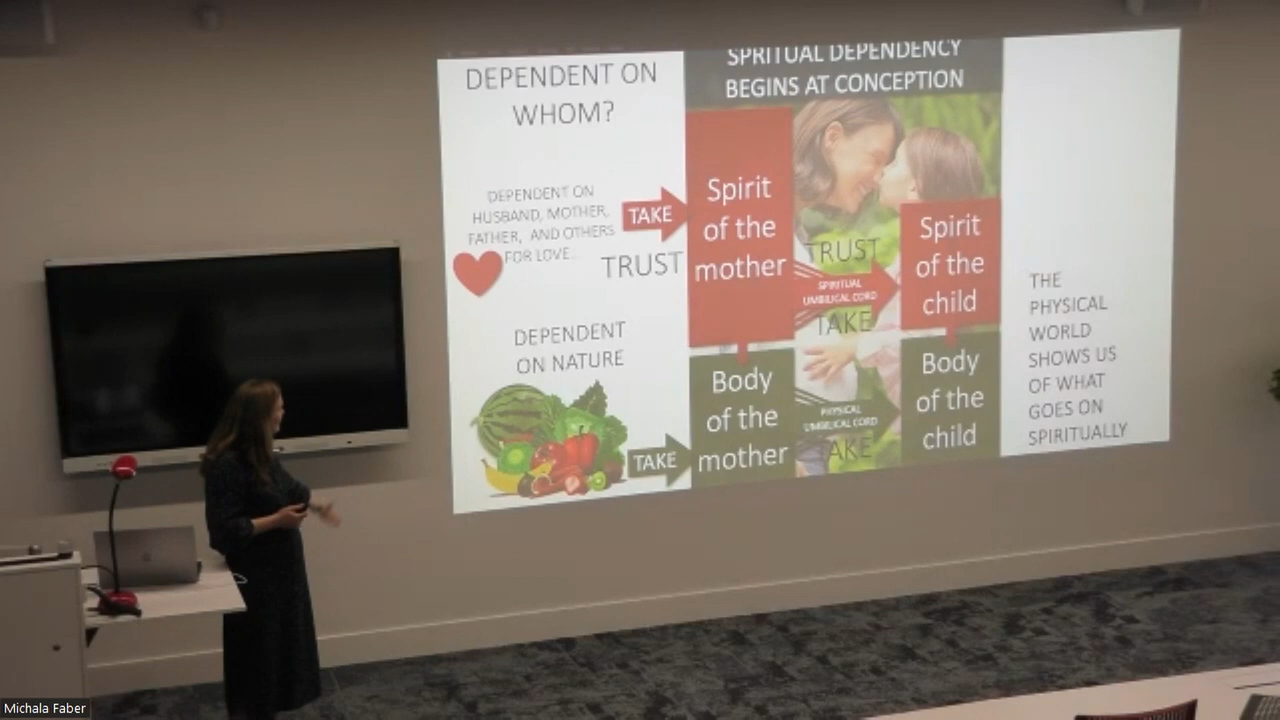 DEPENDENT ON
WHOM?
DEPENDENT ON
HUSBAND, MOTHER,
FATHER, AND OTHERS
FOR LOVE...
TAKE
TRUST
DEPENDENT
ON NATURE
TAKE
SPRITUAL DEPENDENCY
BEGINS AT CONCEPTION
Spirit
of the
mother
TRUST
SPIRITUAL
UMBILICAL CORD
TAKE
Spirit
of the
child
Body
of the
mother
PHYSICAL
UMBILICAL CORD
TAKE
Body
of the
child
THE
PHYSICAL
WORLD
SHOWS US
OF WHAT
GOES ON
SPIRITUALLY
Michala Faber